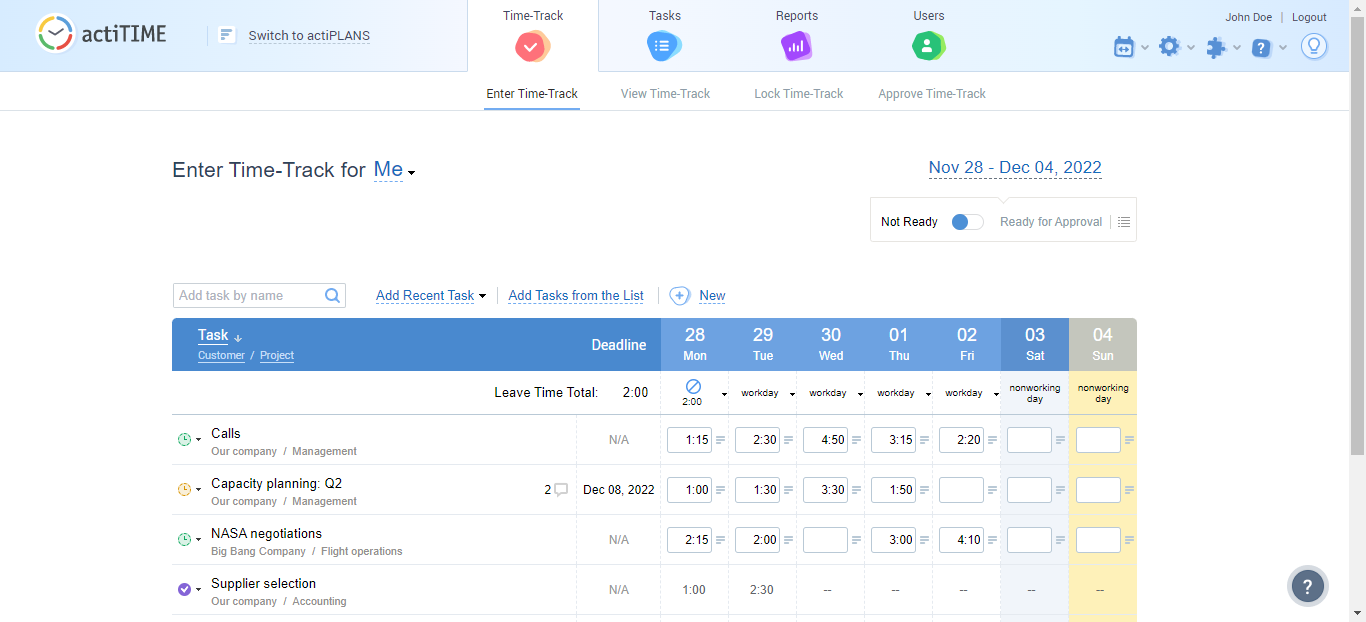 actiTIME
Switch to actiPLANS
Time-Track
Tasks
Reports
Users
John Doe | Logout
Enter Time-Track
View Time-Track
Lock Time-Track
Approve Time-Track
Enter Time-Track for Me
Nov 28 - Dec 04, 2022
Not Ready
Ready for Approval
Add task by name
Add Recent Task
Add Tasks from the List
New
Task ↓
Customer / Project
Deadline
28 29 30 01 02 03 04
Mon Tue Wed Thu Fri Sat Sun
Leave Time Total: 2:00
2:00
workday workday workday workday
nonworking day
nonworking day
Calls
Our company / Management
N/A 1:15 2:30 4:50 3:15 2:20
Capacity planning: Q2
Our company / Management
2 Dec 08, 2022 1:00 1:30 3:30 1:50
NASA negotiations
Big Bang Company / Flight operations
N/A 2:15 2:00 3:00 4:10
Supplier selection
Our company / Accounting
N/A 1:00 2:30 -- -- -- -- --
?